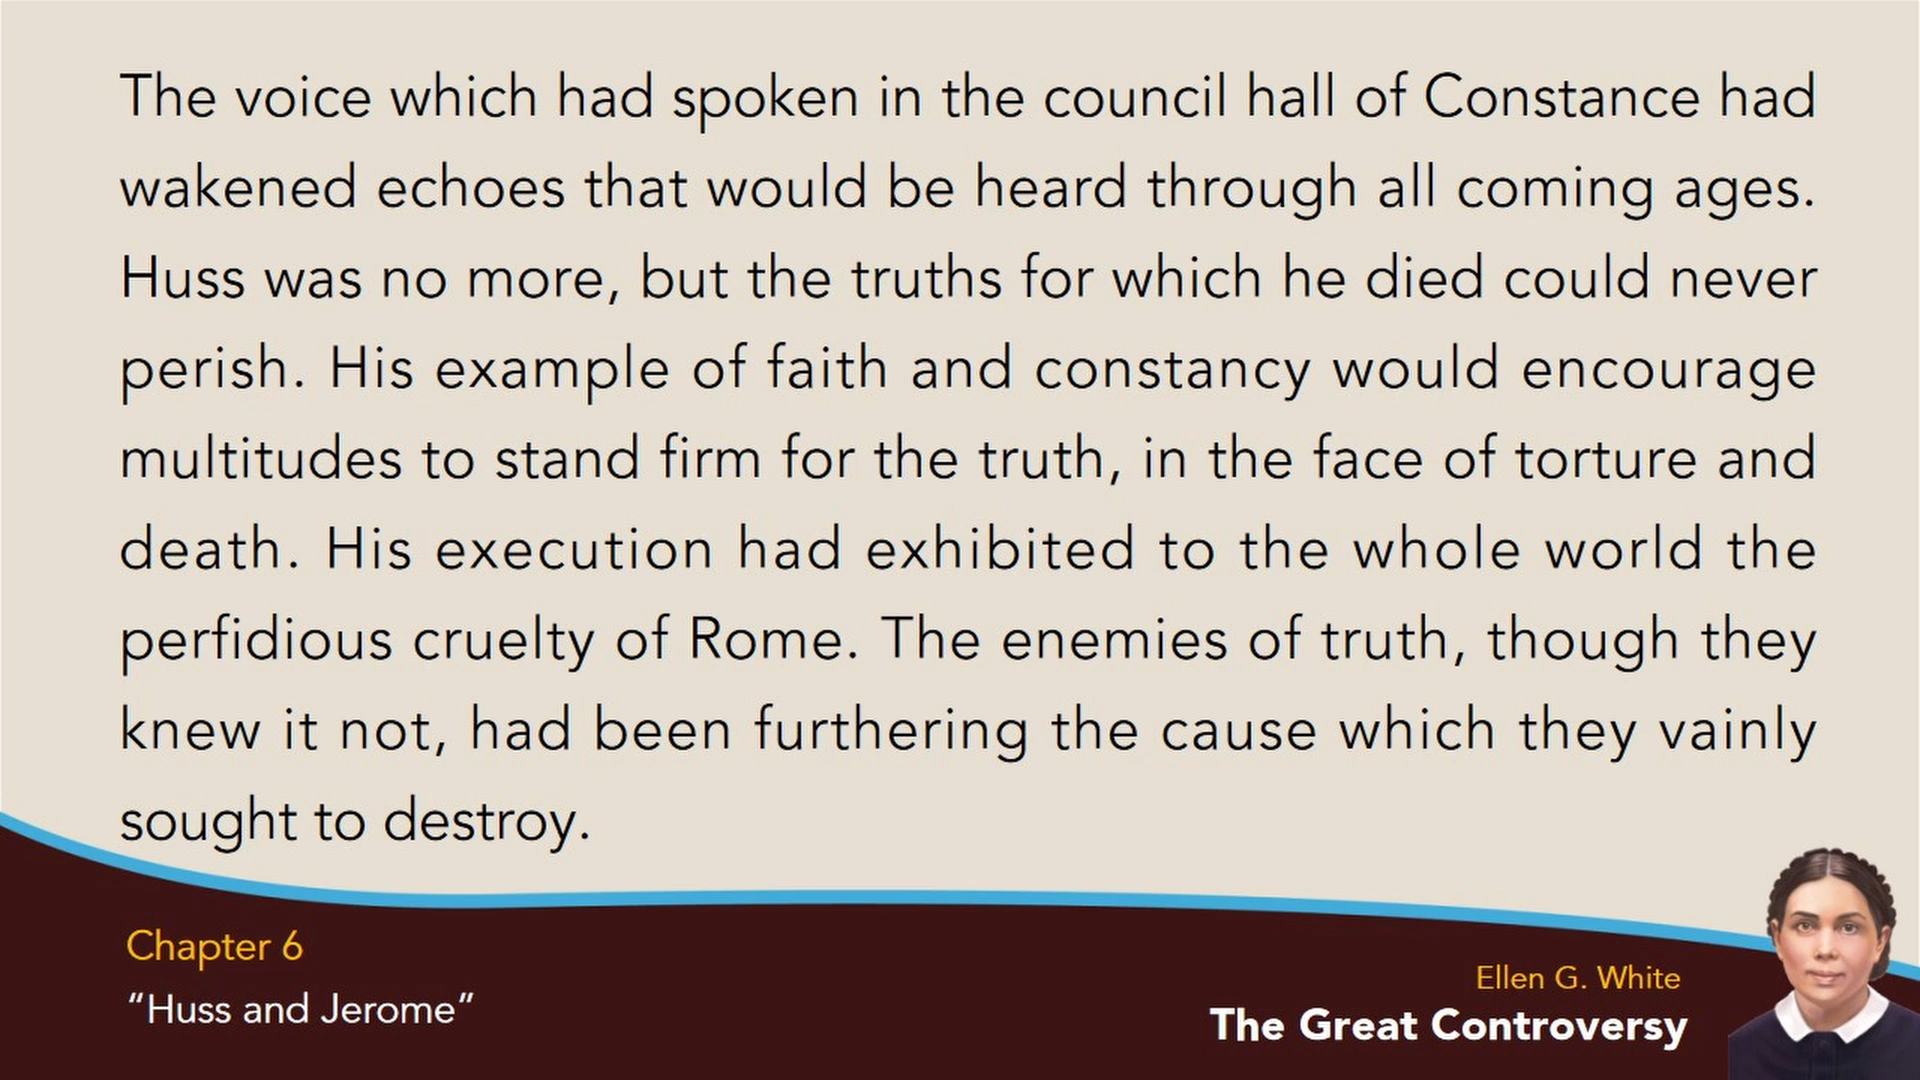 The voice which had spoken in the council hall of Constance had
wakened echoes that would be heard through all coming ages.
Huss was no more, but the truths for which he died could never
perish. His example of faith and constancy would encourage
multitudes to stand firm for the truth, in the face of torture and
death. His execution had exhibited to the whole world the
perfidious cruelty of Rome. The enemies of truth, though they
knew it not, had been furthering the cause which they vainly
sought to destroy.
Chapter 6
“Huss and Jerome”
Ellen G. White
The Great Controversy